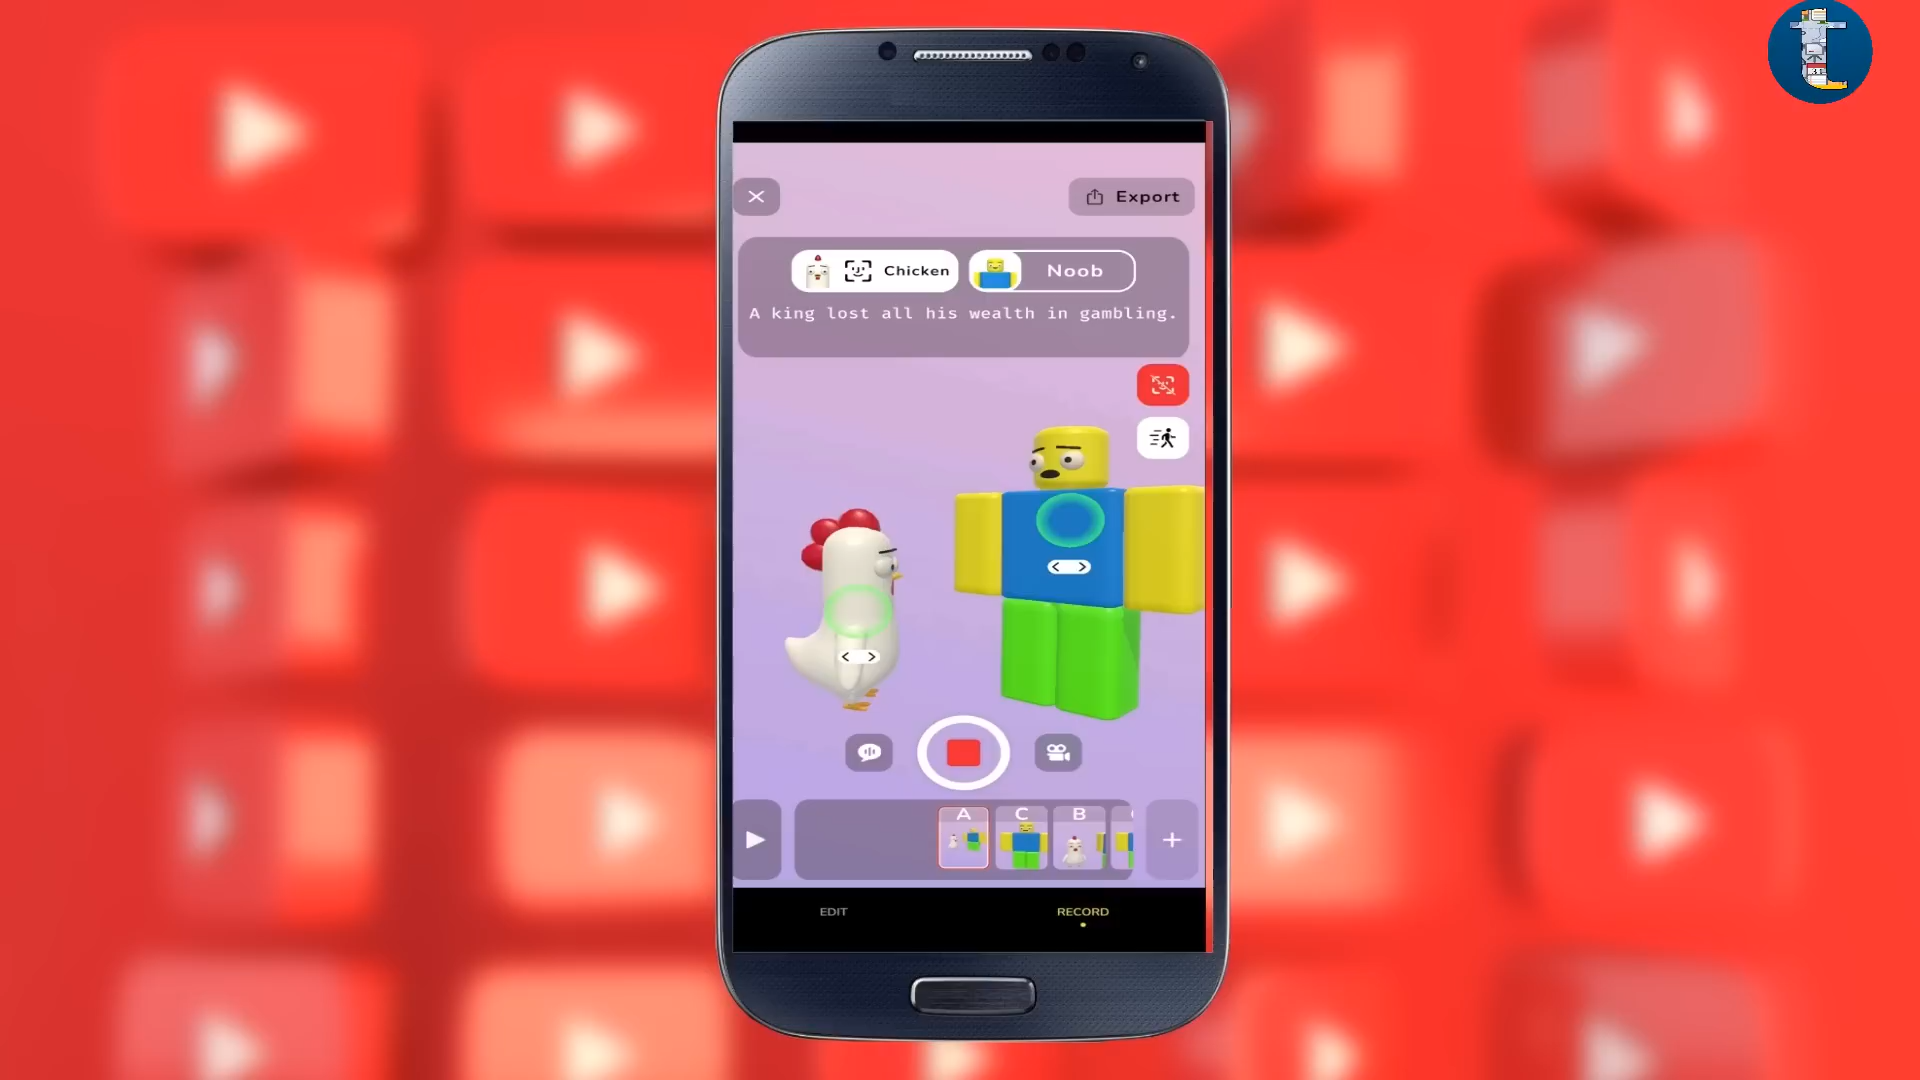 Export
Chicken
Noob
A king lost all his wealth in gambling.
A
C
B
EDIT
RECORD